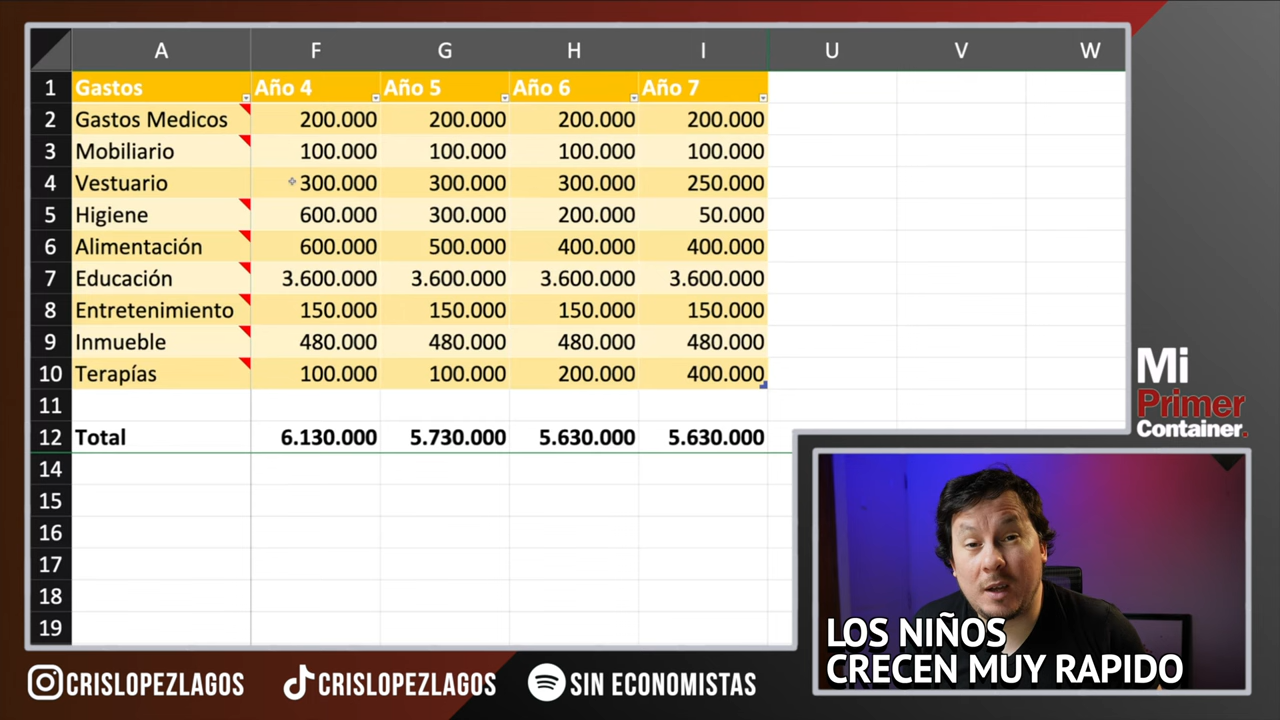 A F G H I U V W
1 Gastos Año 4 Año 5 Año 6 Año 7
2 Gastos Medicos 200.000 200.000 200.000 200.000
3 Mobiliario 100.000 100.000 100.000 100.000
4 Vestuario 300.000 300.000 300.000 250.000
5 Higiene 600.000 300.000 200.000 50.000
6 Alimentación 600.000 500.000 400.000 400.000
7 Educación 3.600.000 3.600.000 3.600.000 3.600.000
8 Entretenimiento 150.000 150.000 150.000 150.000
9 Inmueble 480.000 480.000 480.000 480.000
10 Terapías 100.000 100.000 200.000 400.000
11
12 Total 6.130.000 5.730.000 5.630.000 5.630.000
14
15
16
17
18
19
Mi
Primer
Container.
LOS NIÑOS
CRECEN MUY RAPIDO
CRISLOPEZLAGOS CRISLOPEZLAGOS SIN ECONOMISTAS